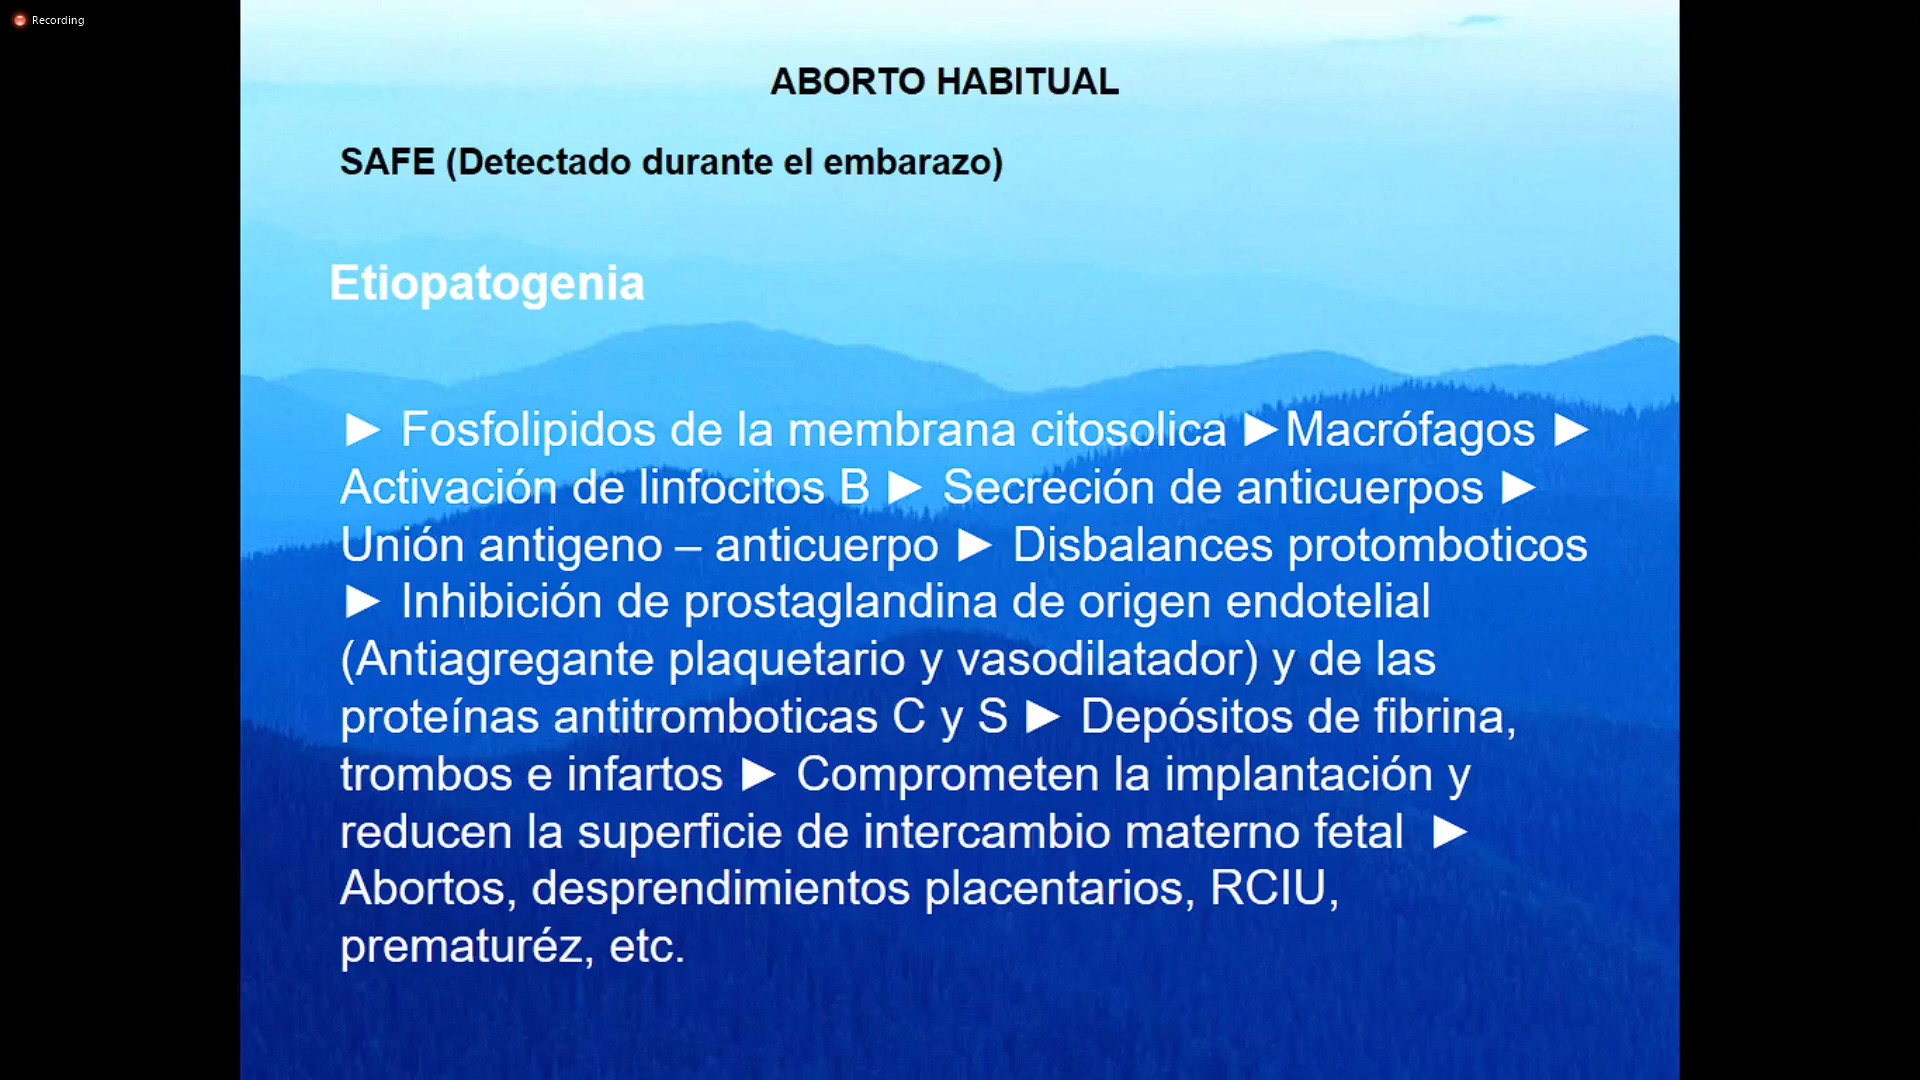 Recording
ABORTO HABITUAL
SAFE (Detectado durante el embarazo)
Etiopatogenia
► Fosfolipidos de la membrana citosolica ►Macrófagos ►
Activación de linfocitos B ► Secreción de anticuerpos ►
Unión antigeno – anticuerpo ► Disbalances protomboticos
► Inhibición de prostaglandina de origen endotelial
(Antiagregante plaquetario y vasodilatador) y de las
proteínas antitromboticas C y S ► Depósitos de fibrina,
trombos e infartos ► Comprometen la implantación y
reducen la superficie de intercambio materno fetal ►
Abortos, desprendimientos placentarios, RCIU,
prematuréz, etc.